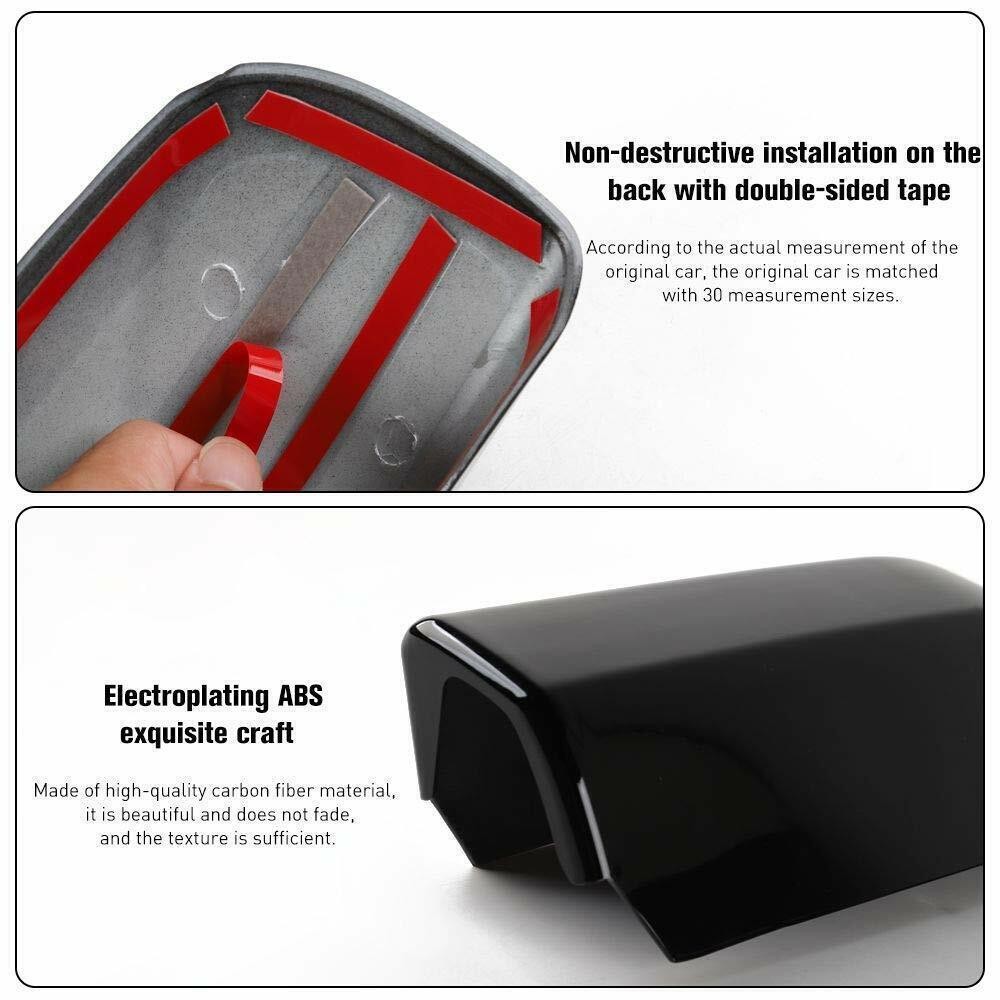 Non-destructive installation on the
back with double-sided tape
According to the actual measurement of the
original car, the original car is matched
with 30 measurement sizes.
Electroplating ABS
exquisite craft
Made of high-quality carbon fiber material,
it is beautiful and does not fade,
and the texture is sufficient.